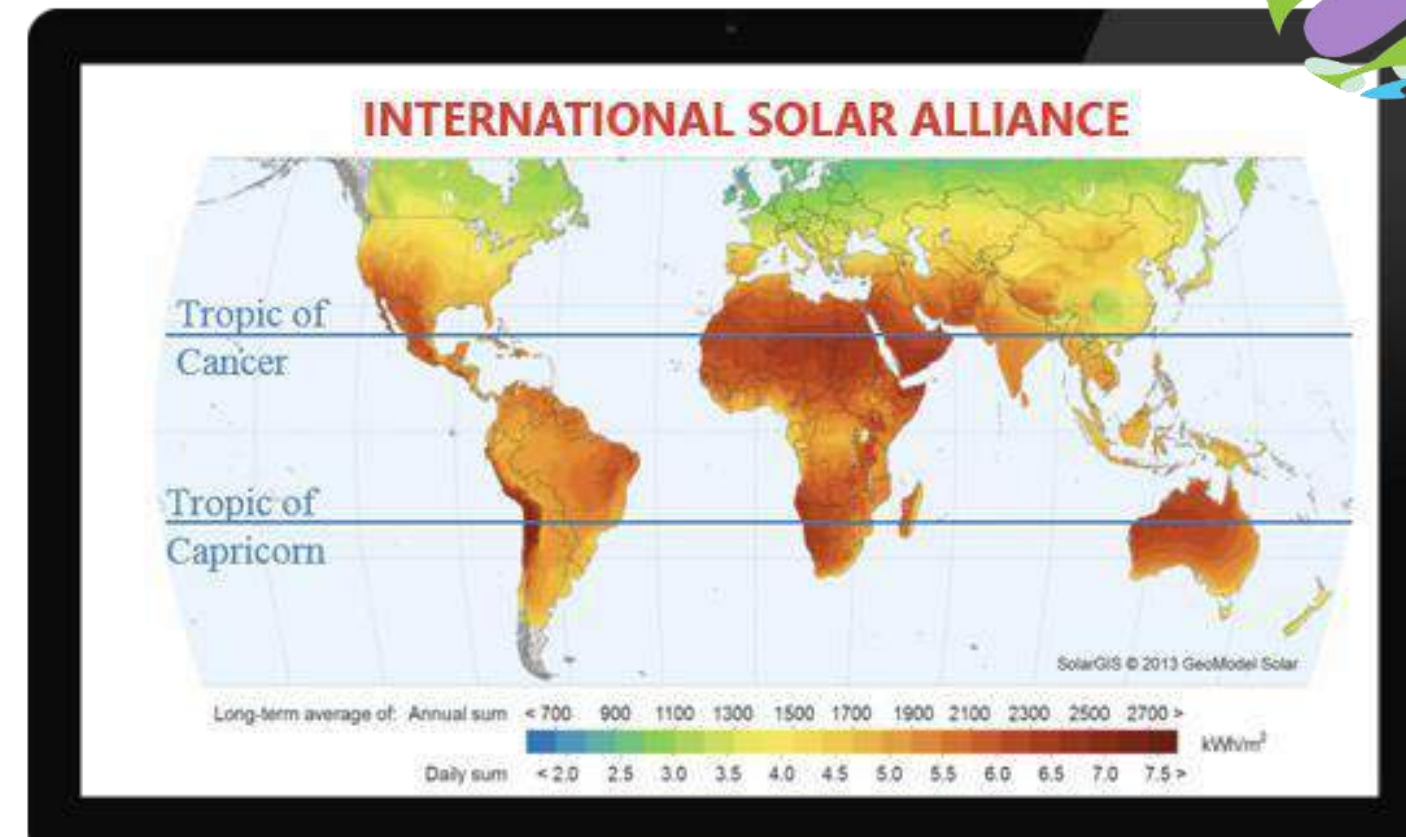 INTERNATIONAL SOLAR ALLIANCE
Tropic of
Cancer
Tropic of
Capricorn
SolarGIS © 2013 GeoModel Solar
Long-term average of: Annual sum < 700 900 1100 1300 1500 1700 1900 2100 2300 2500 2700 >
kWh/m²
Daily sum < 2.0 2.5 3.0 3.5 4.0 4.5 5.0 5.5 6.0 6.5 7.0 7.5 >